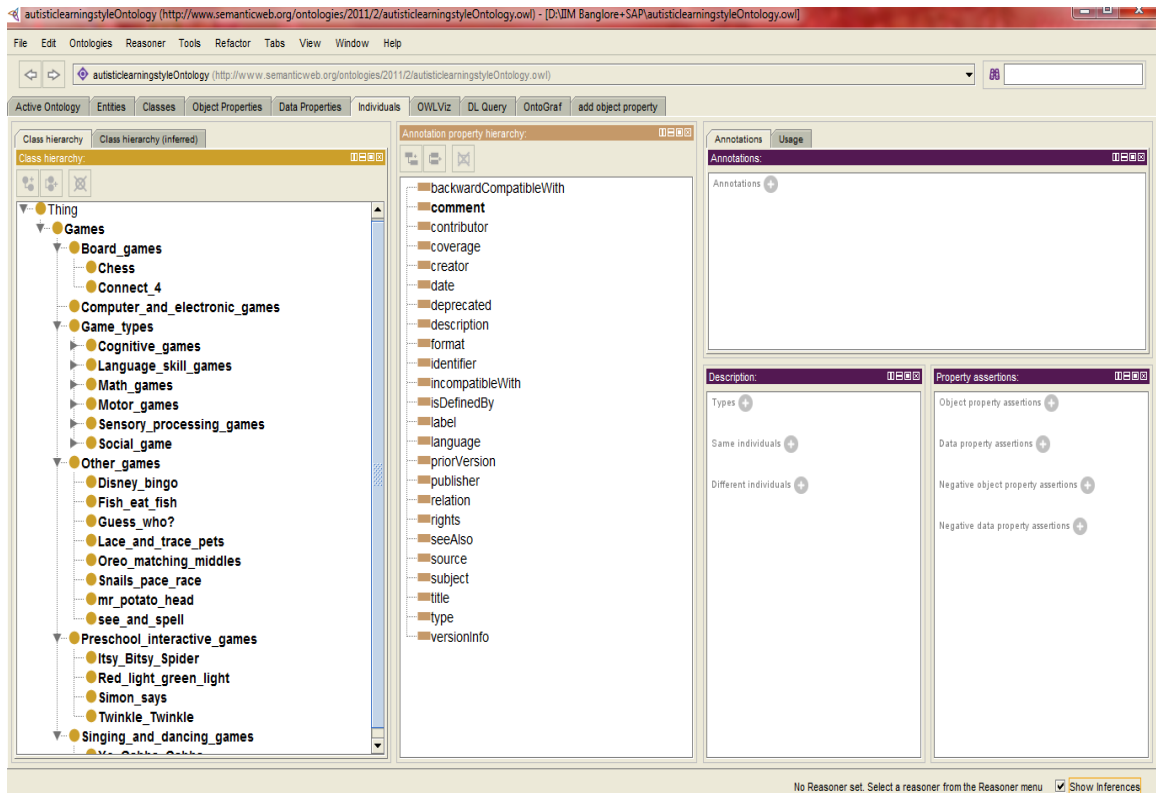 autisticlearningstyleOntology (http://www.semanticweb.org/ontologies/2011/2/autisticlearningstyleOntology.owl) - [D:\IIM Banglore+SAP\autisticlearningstyleOntology.owl]
File Edit Ontologies Reasoner Tools Refactor Tabs View Window Help
autisticlearningstyleOntology (http://www.semanticweb.org/ontologies/2011/2/autisticlearningstyleOntology.owl)
Active Ontology Entities Classes Object Properties Data Properties Individuals OWLViz DL Query OntoGraf add object property
Class hierarchy Class hierarchy (inferred)
Class hierarchy:
Thing
Games
Board_games
Chess
Connect_4
Computer_and_electronic_games
Game_types
Cognitive_games
Language_skill_games
Math_games
Motor_games
Sensory_processing_games
Social_game
Other_games
Disney_bingo
Fish_eat_fish
Guess_who?
Lace_and_trace_pets
Oreo_matching_middles
Snails_pace_race
mr_potato_head
see_and_spell
Preschool_interactive_games
Itsy_Bitsy_Spider
Red_light_green_light
Simon_says
Twinkle_Twinkle
Singing_and_dancing_games
Annotation property hierarchy:
backwardCompatibleWith
comment
contributor
coverage
creator
date
deprecated
description
format
identifier
incompatibleWith
isDefinedBy
label
language
priorVersion
publisher
relation
rights
seeAlso
source
subject
title
type
versionInfo
Annotations Usage
Annotations:
Annotations
Description:
Types
Same individuals
Different individuals
Property assertions:
Object property assertions
Data property assertions
Negative object property assertions
Negative data property assertions
No Reasoner set. Select a reasoner from the Reasoner menu Show Inferences